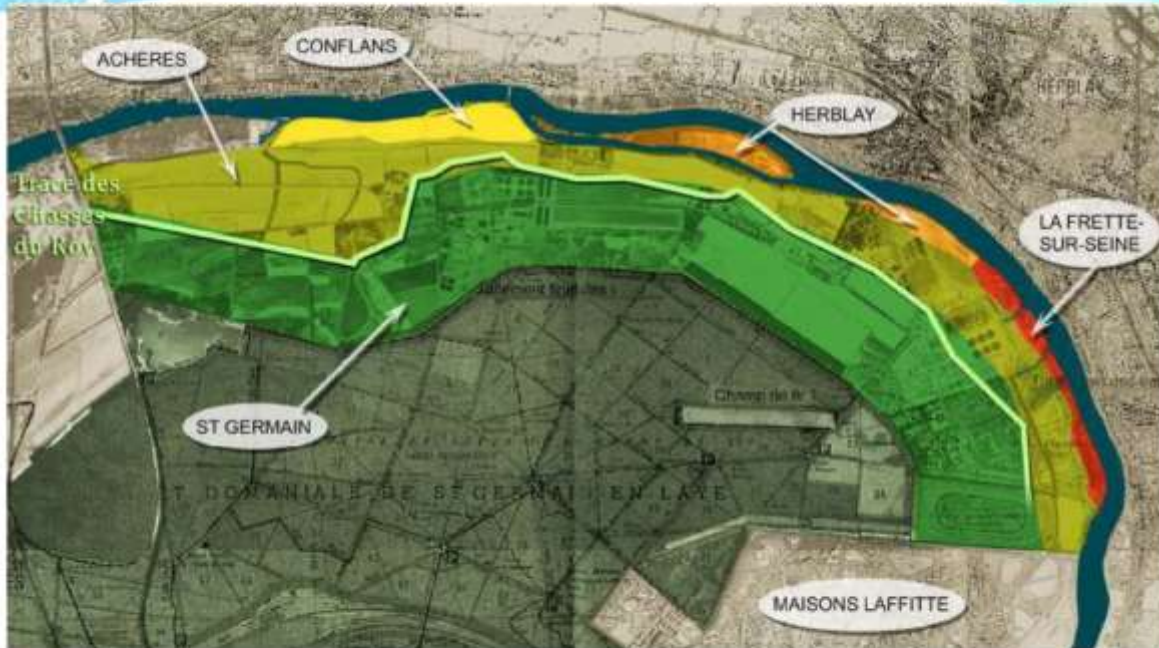 ACHERES
CONFLANS
HERBLAY
HERBLAY
Tracé des
Chasses
du Roy
LA FRETTE-
SUR-SEINE
ST GERMAIN
Champ de tir
T DOMANIALE DE ST GERMAIN EN LAYE
MAISONS LAFFITTE